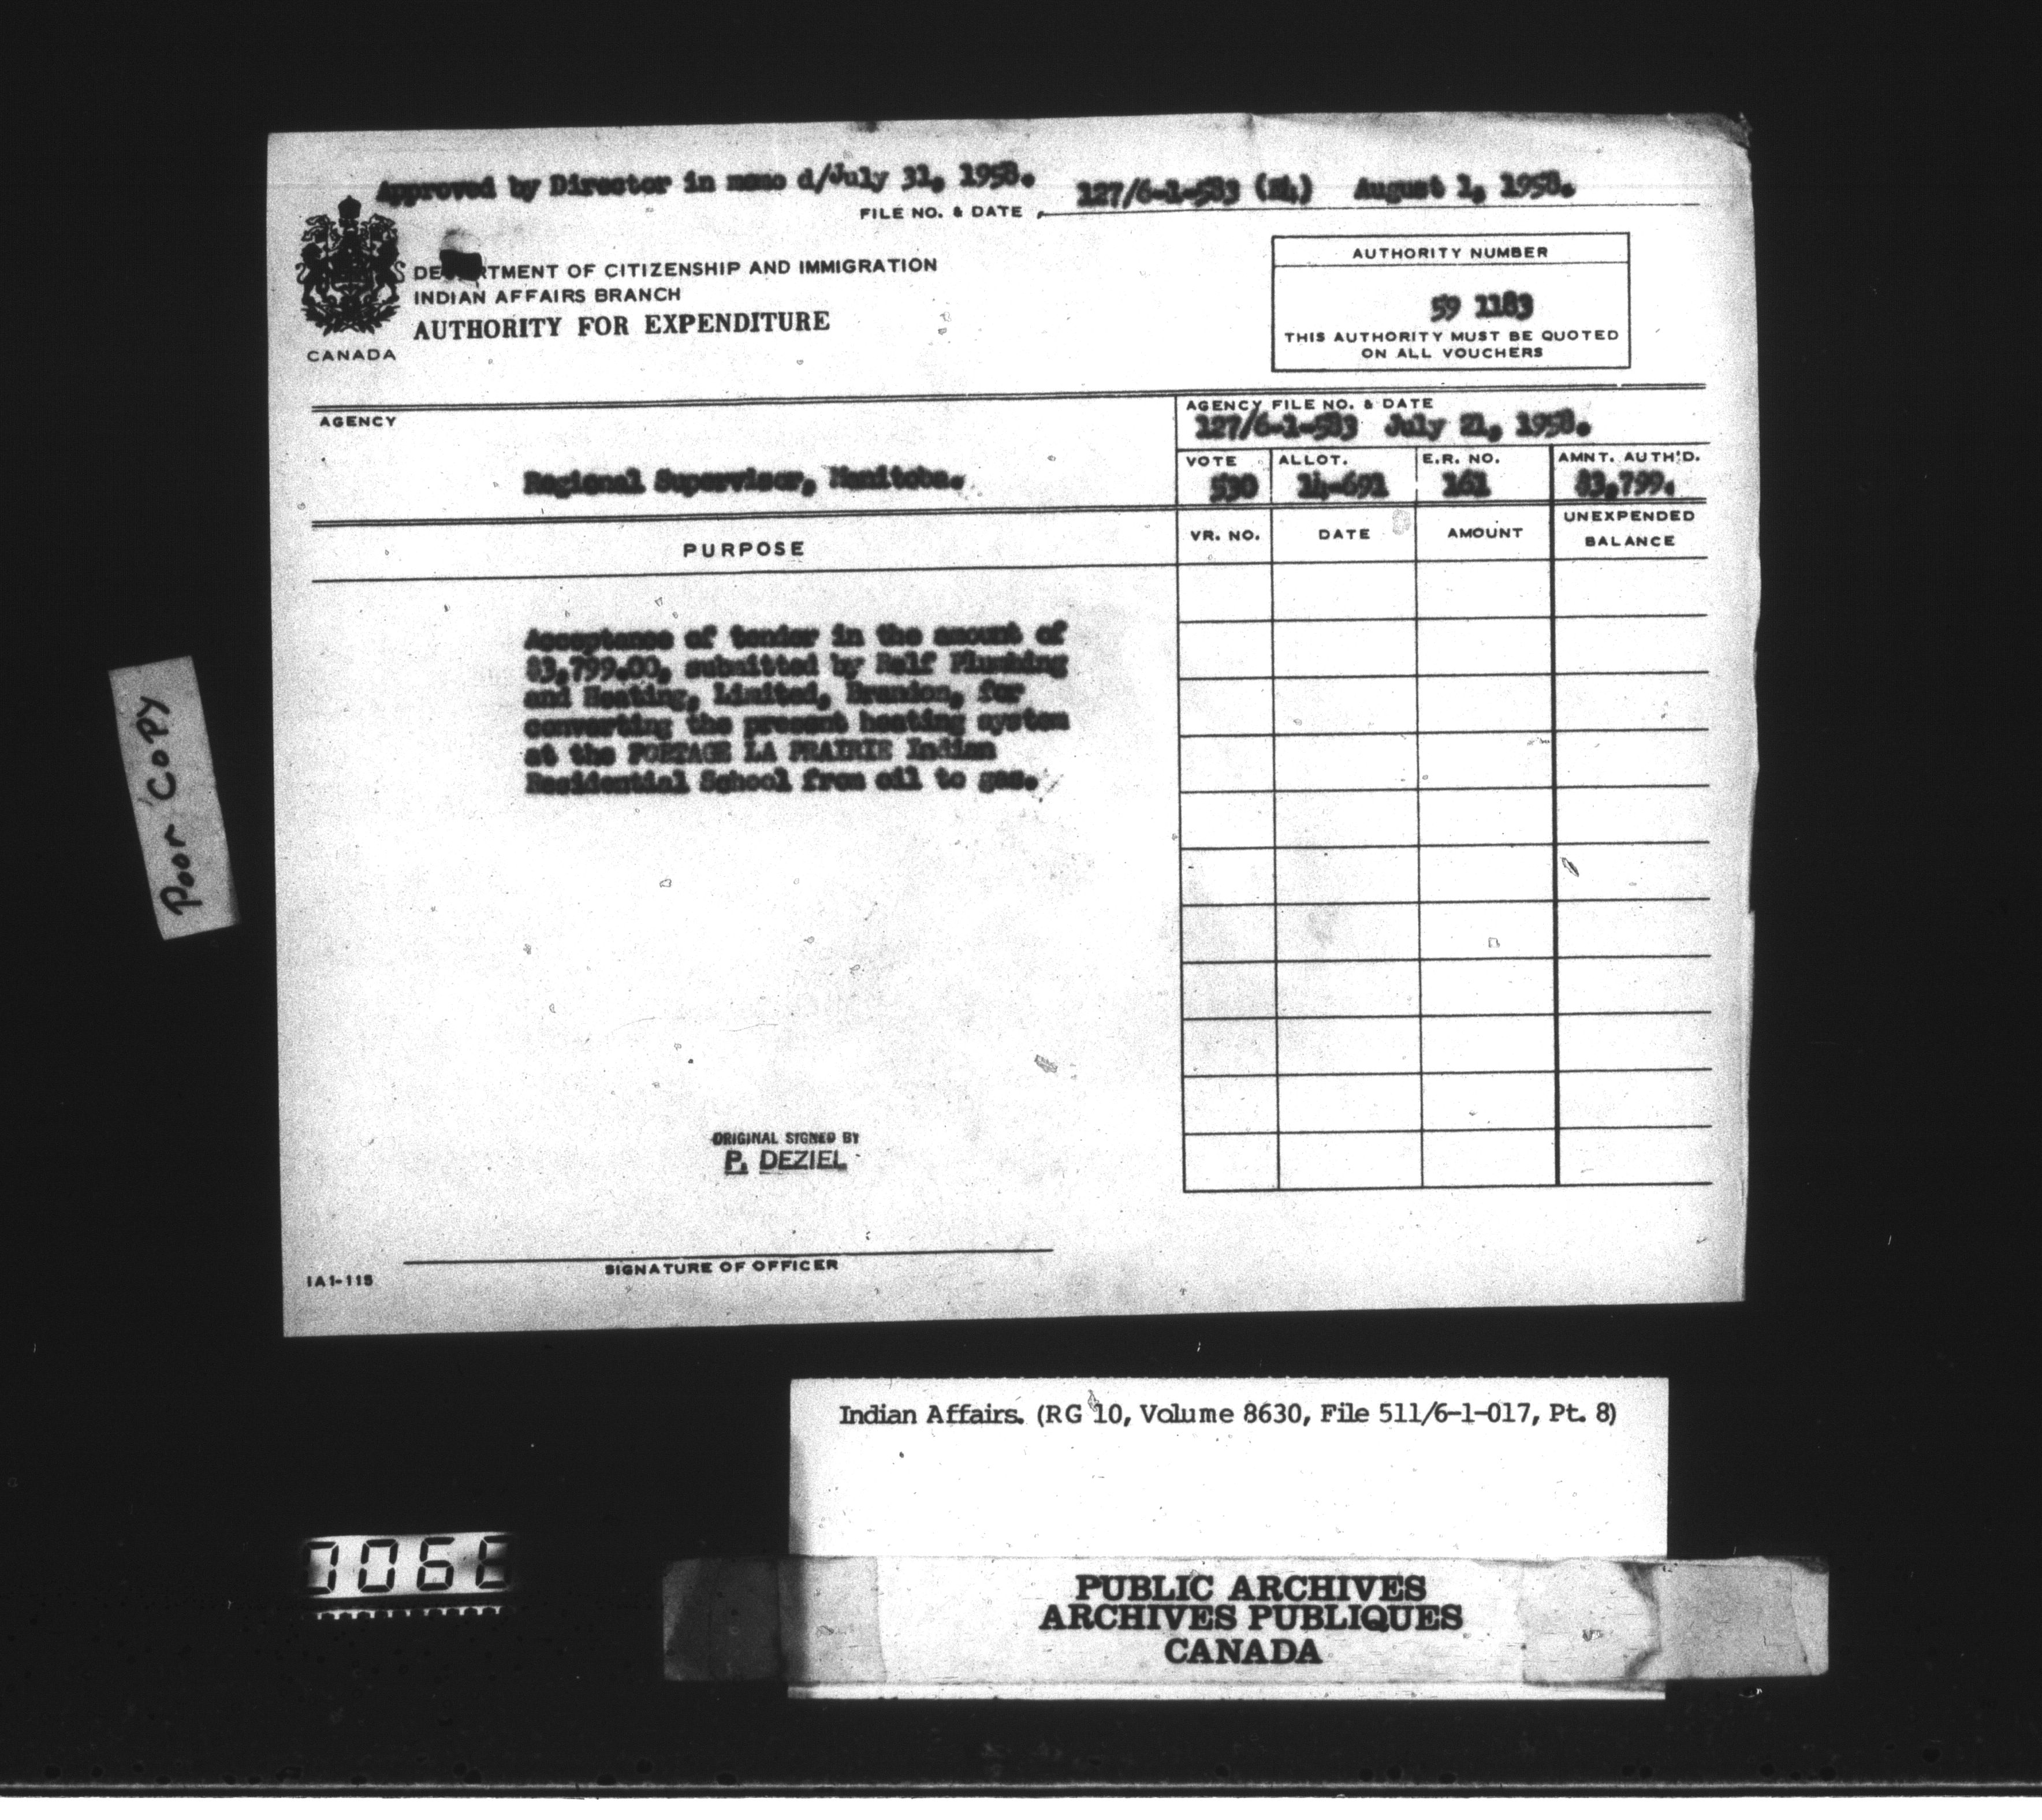 Approved by Director in memo d/July 31, 1958.
127/6-1-583 August 1, 1958.
FILE NO. & DATE
DEPARTMENT OF CITIZENSHIP AND IMMIGRATION
INDIAN AFFAIRS BRANCH
AUTHORITY FOR EXPENDITURE
CANADA
AUTHORITY NUMBER
59 1183
THIS AUTHORITY MUST BE QUOTED
ON ALL VOUCHERS
AGENCY
Regional Supervisor, Manitoba.
AGENCY FILE NO. & DATE
127/6-1-583 July 21, 1958.
VOTE ALLOT. E.R. NO. AMNT. AUTH'D.
530 14-691 161 $3,799.
PURPOSE
VR. NO. DATE AMOUNT UNEXPENDED
BALANCE
Acceptance of tender in the amount of
$3,799.00, submitted by Plumbing
and Heating, Limited, Brandon, for
converting the present heating system
at the PORTAGE LA PRAIRIE Indian
Residential School from oil to gas.
ORIGINAL SIGNED BY
P. DEZIEL
SIGNATURE OF OFFICER
IA1-115
Poor Copy
Indian Affairs. (RG 10, Volume 8630, File 511/6-1-017, Pt. 8)
PUBLIC ARCHIVES
ARCHIVES PUBLIQUES
CANADA